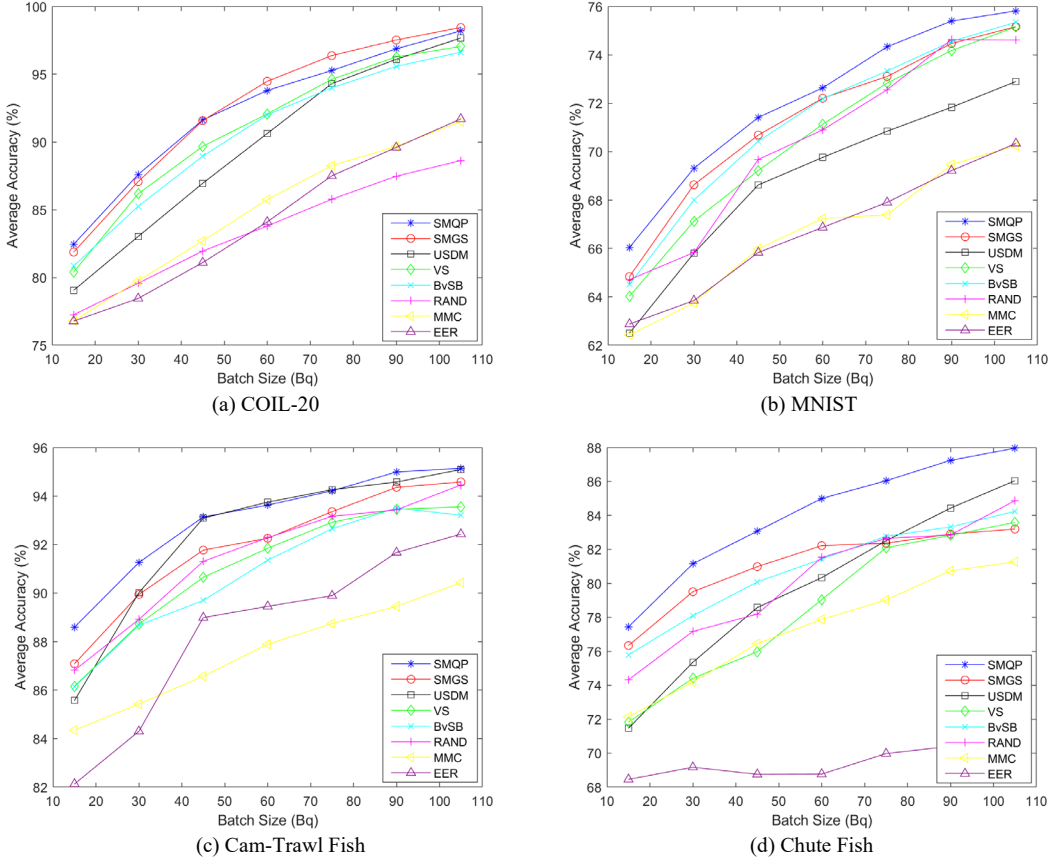 100
95
90
85
80
75
Average Accuracy (%)
10 20 30 40 50 60 70 80 90 100 110
Batch Size (Bq)
SMQP
SMGS
USDM
VS
BvSB
RAND
MMC
EER
(a) COIL-20
76
74
72
70
68
66
64
62
Average Accuracy (%)
10 20 30 40 50 60 70 80 90 100 110
Batch Size (Bq)
SMQP
SMGS
USDM
VS
BvSB
RAND
MMC
EER
(b) MNIST
96
94
92
90
88
86
84
82
Average Accuracy (%)
10 20 30 40 50 60 70 80 90 100 110
Batch Size (Bq)
SMQP
SMGS
USDM
VS
BvSB
RAND
MMC
EER
(c) Cam-Trawl Fish
88
86
84
82
80
78
76
74
72
70
68
Average Accuracy (%)
10 20 30 40 50 60 70 80 90 100 110
Batch Size (Bq)
SMQP
SMGS
USDM
VS
BvSB
RAND
MMC
EER
(d) Chute Fish